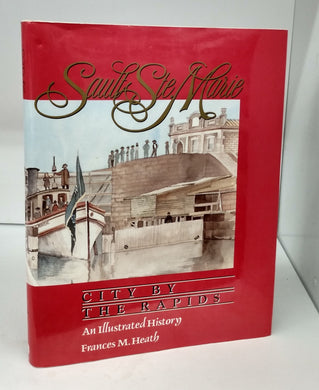 Sault Ste Marie
CITY BY
THE RAPIDS
An Illustrated History
Frances M. Heath